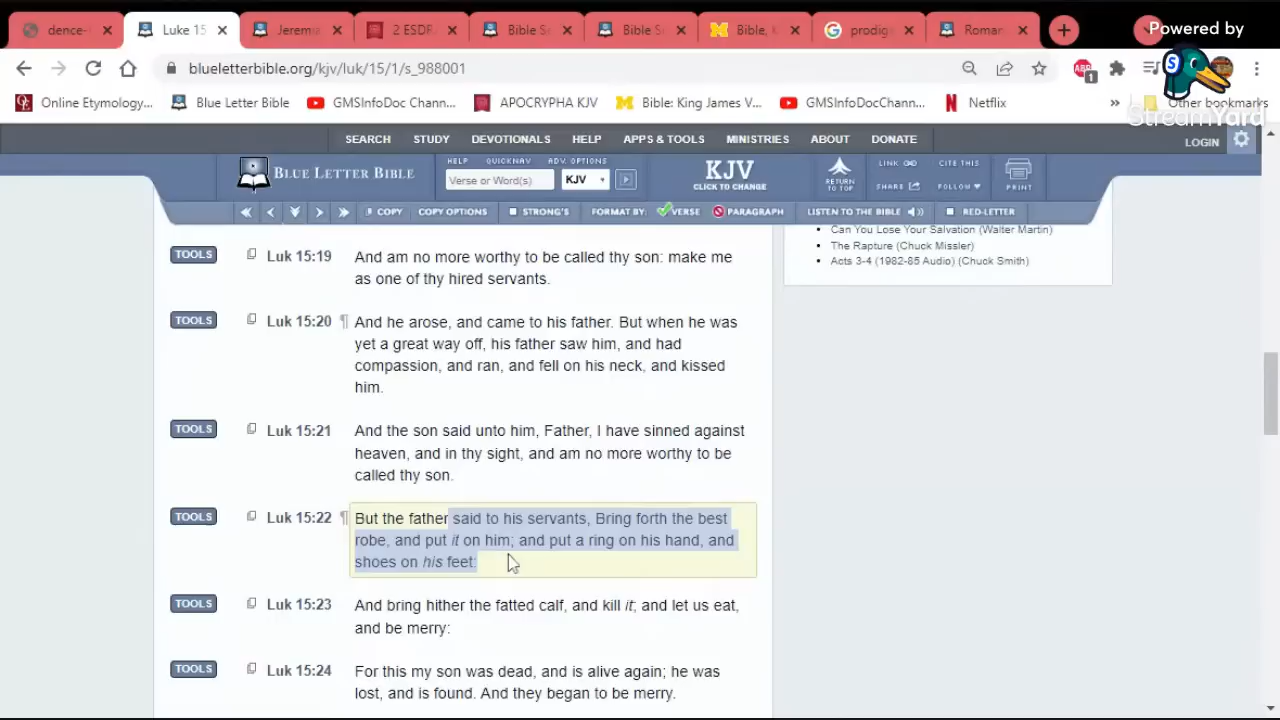 dence-
Luke 15
Jerem
2 ESDR
Bible S
Bible S
Bible, k
prodig
Roman
Powered by
blueletterbible.org/kjv/luk/15/1/s_988001
ABP
1
S
StreamYard
Online Etymology...
Blue Letter Bible
GMSInfoDoc Chann...
APOCRYPHA KJV
Bible: King James V...
GMSInfoDocChann...
Netflix
»
Other bookmarks
SEARCH
STUDY
DEVOTIONALS
HELP
APPS & TOOLS
MINISTRIES
ABOUT
DONATE
LOGIN
BLUE LETTER BIBLE
HELP
QUICKNAV
ADV. OPTIONS
Verse or Word(s)
KJV
KJV
CLICK TO CHANGE
RETURN
TO TOP
LINK
CITE THIS
SHARE
FOLLOW
PRINT
COPY
COPY OPTIONS
STRONG'S
FORMAT BY:
VERSE
PARAGRAPH
LISTEN TO THE BIBLE
RED-LETTER
Can You Lose Your Salvation (Walter Martin)
The Rapture (Chuck Missler)
Acts 3-4 (1982-85 Audio) (Chuck Smith)
TOOLS Luk 15:19 And am no more worthy to be called thy son: make me
as one of thy hired servants.
TOOLS Luk 15:20 ¶ And he arose, and came to his father. But when he was
yet a great way off, his father saw him, and had
compassion, and ran, and fell on his neck, and kissed
him.
TOOLS Luk 15:21 And the son said unto him, Father, I have sinned against
heaven, and in thy sight, and am no more worthy to be
called thy son.
TOOLS Luk 15:22 ¶ But the father said to his servants, Bring forth the best
robe, and put it on him; and put a ring on his hand, and
shoes on his feet:
TOOLS Luk 15:23 And bring hither the fatted calf, and kill it; and let us eat,
and be merry:
TOOLS Luk 15:24 For this my son was dead, and is alive again; he was
lost, and is found. And they began to be merry.